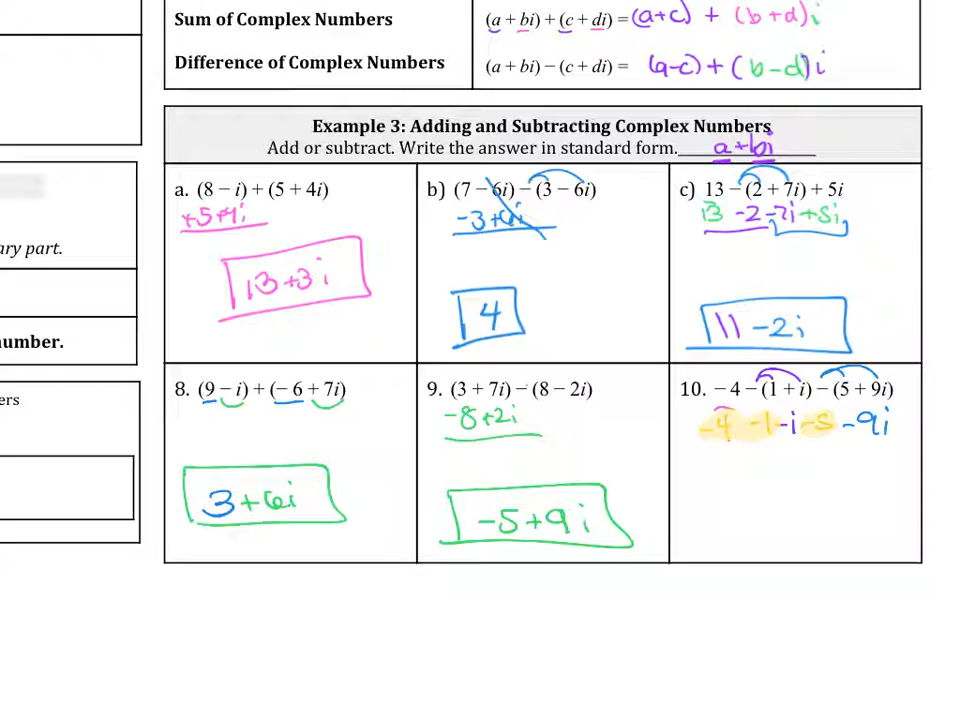 Sum of Complex Numbers
(a + bi) + (c + di) = (a+c) + (b+d)i
Difference of Complex Numbers
(a + bi) − (c + di) = (a-c) + (b-d)i
Example 3: Adding and Subtracting Complex Numbers
Add or subtract. Write the answer in standard form. a+bi
a. (8 − i) + (5 + 4i)
+5+4i
13+3i
b) (7 − 6i) − (3 − 6i)
-3+6i
4
c) 13 − (2 + 7i) + 5i
13 -2-7i+5i
11 -2i
ary part.
number.
ers
8. (9 − i) + (− 6 + 7i)
3+6i
9. (3 + 7i) − (8 − 2i)
-8+2i
-5+9i
10. − 4 − (1 + i) − (5 + 9i)
-4 -1-i-5-9i